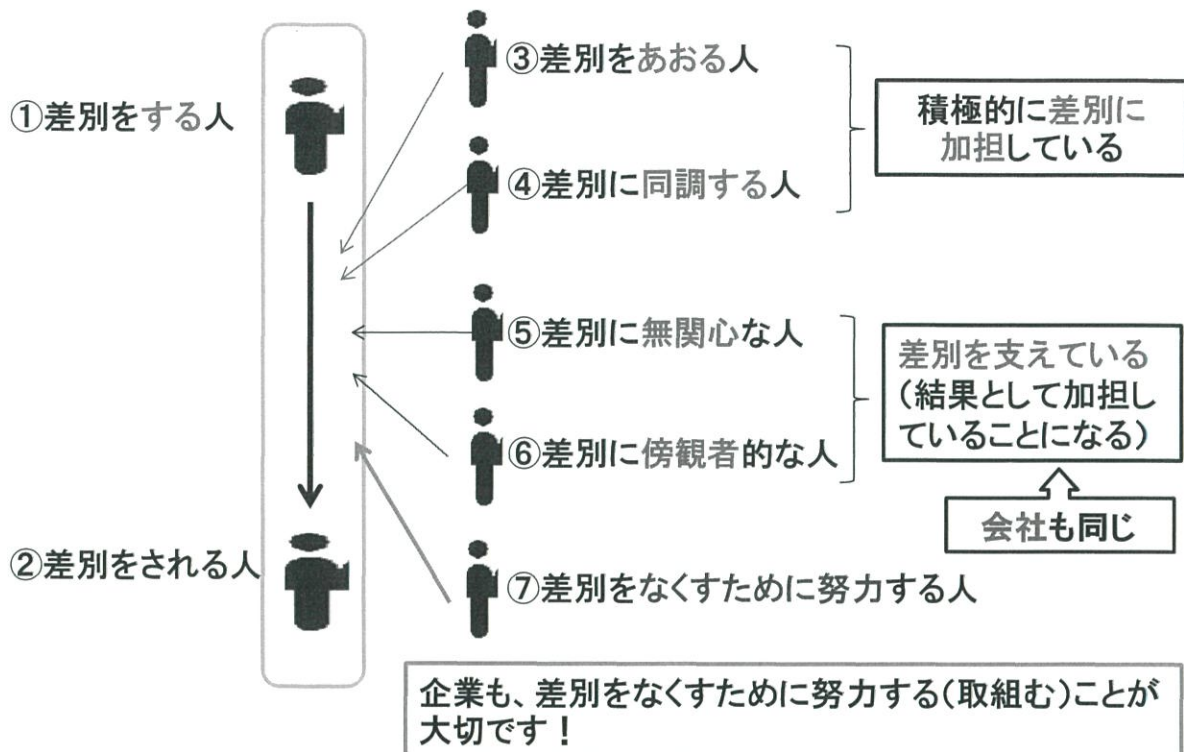 ①差別をする人
②差別をされる人
③差別をあおる人
④差別に同調する人
積極的に差別に
加担している
⑤差別に無関心な人
⑥差別に傍観者的な人
差別を支えている
(結果として加担し
ていることになる)
会社も同じ
⑦差別をなくすために努力する人
企業も、差別をなくすために努力する(取組む)ことが
大切です!